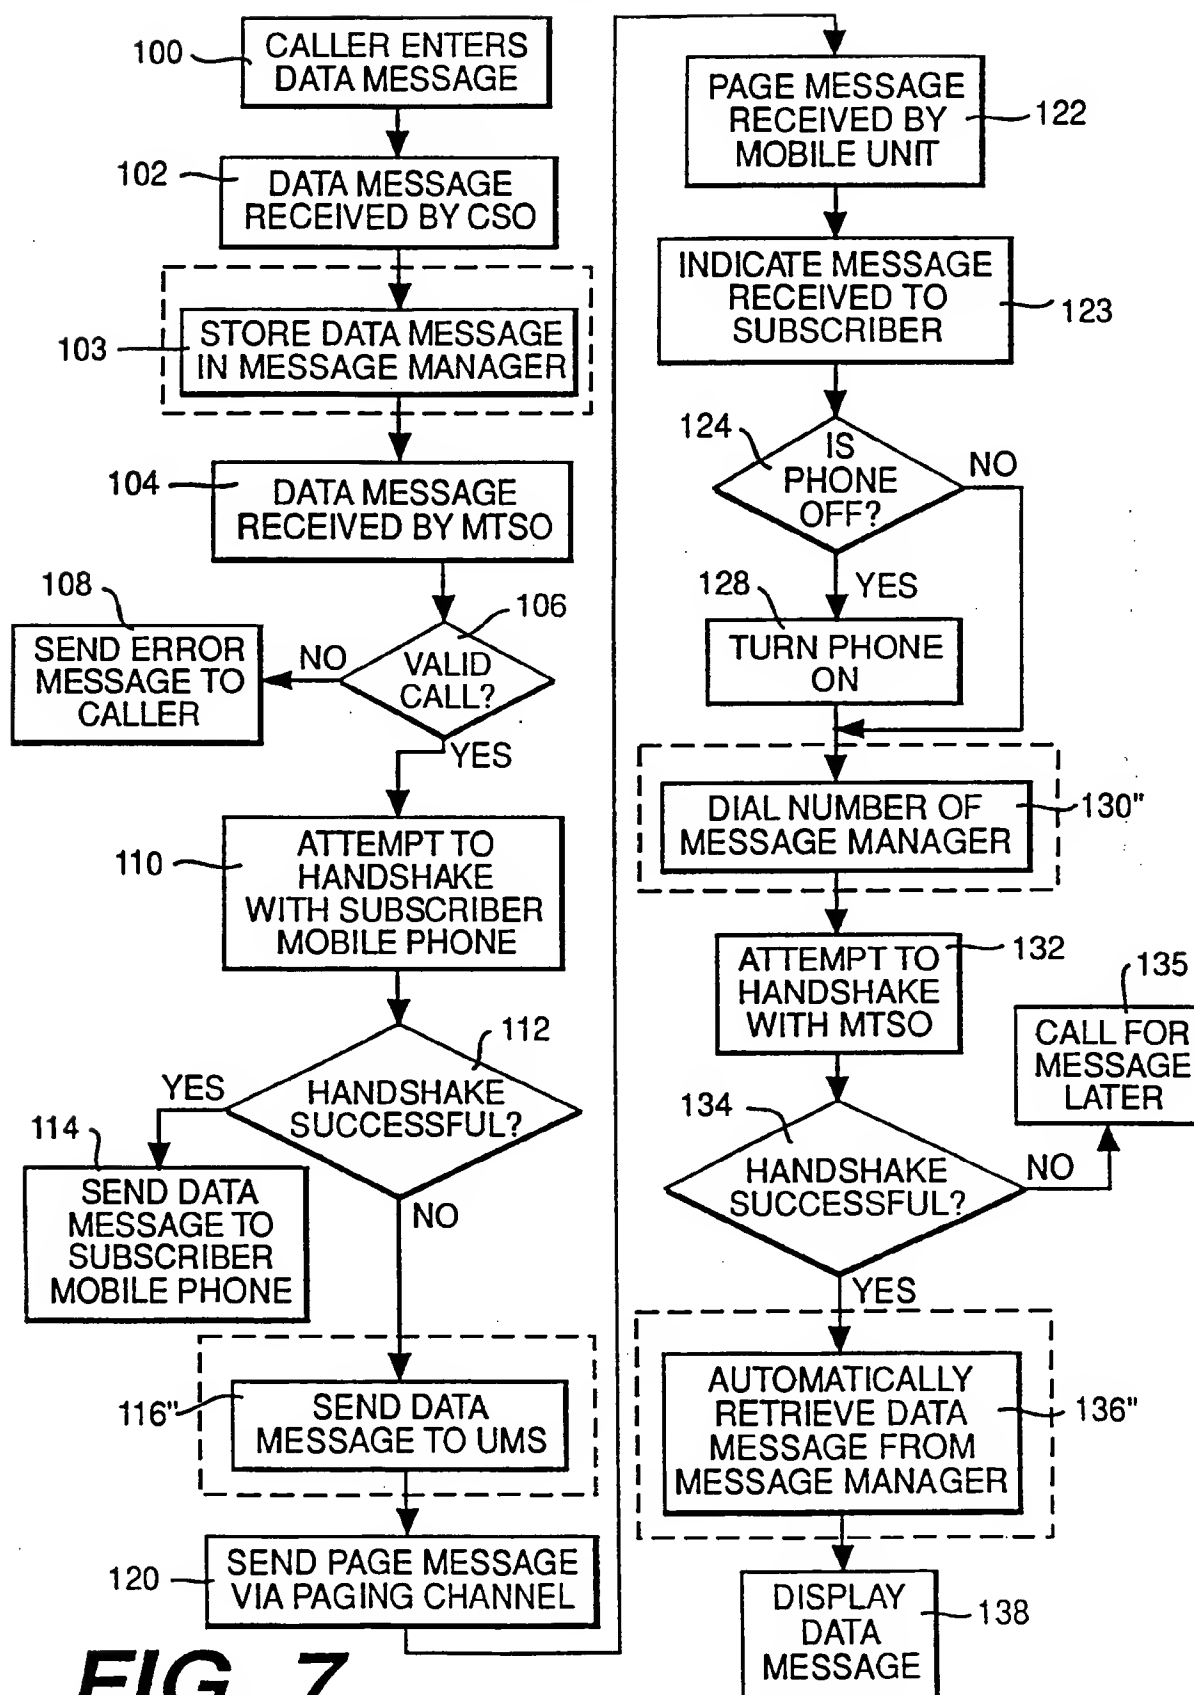 100
CALLER ENTERS
DATA MESSAGE
102
DATA MESSAGE
RECEIVED BY CSO
103
STORE DATA MESSAGE
IN MESSAGE MANAGER
104
DATA MESSAGE
RECEIVED BY MTSO
108
SEND ERROR
MESSAGE TO
CALLER
NO
106
VALID
CALL?
YES
110
ATTEMPT TO
HANDSHAKE
WITH SUBSCRIBER
MOBILE PHONE
112
HANDSHAKE
SUCCESSFUL?
YES
114
SEND DATA
MESSAGE TO
SUBSCRIBER
MOBILE PHONE
NO
116"
SEND DATA
MESSAGE TO UMS
120
SEND PAGE MESSAGE
VIA PAGING CHANNEL
PAGE MESSAGE
RECEIVED BY
MOBILE UNIT
122
INDICATE MESSAGE
RECEIVED TO
SUBSCRIBER
123
124
IS
PHONE
OFF?
NO
YES
128
TURN PHONE
ON
DIAL NUMBER OF
MESSAGE MANAGER
130"
ATTEMPT TO
HANDSHAKE
WITH MTSO
132
135
CALL FOR
MESSAGE
LATER
134
HANDSHAKE
SUCCESSFUL?
NO
YES
AUTOMATICALLY
RETRIEVE DATA
MESSAGE FROM
MESSAGE MANAGER
136"
DISPLAY
DATA
MESSAGE
138
FIG. 7